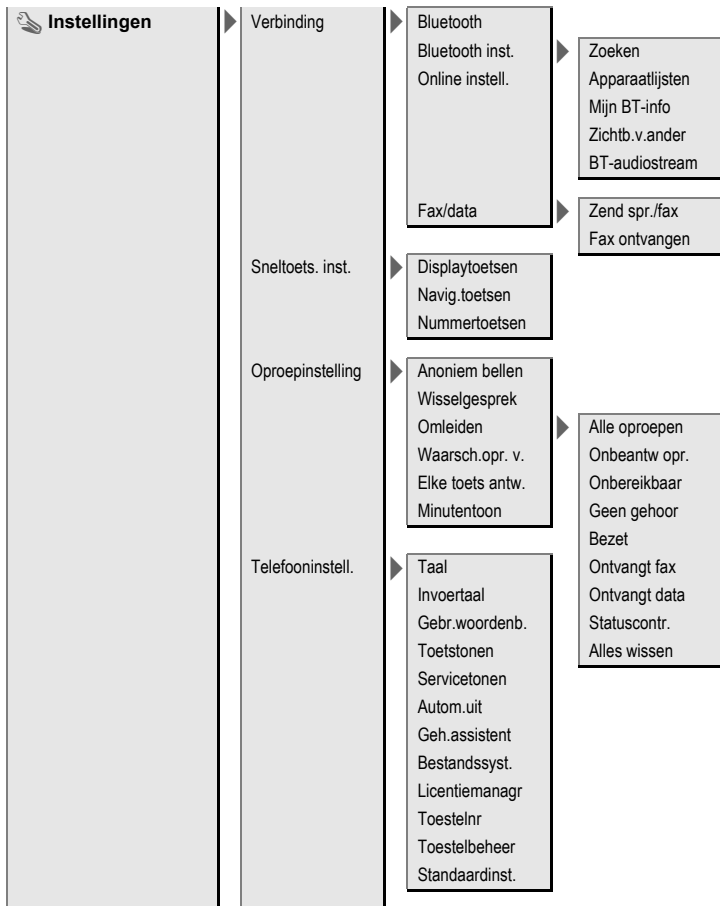 Instellingen
Verbinding
Bluetooth
Bluetooth inst.
Zoeken
Apparaatlijsten
Mijn BT-info
Zichtb.v.ander
BT-audiostream
Online instell.
Fax/data
Zend spr./fax
Fax ontvangen
Sneltoets. inst.
Displaytoetsen
Navig.toetsen
Nummertoetsen
Oproepinstelling
Anoniem bellen
Wisselgesprek
Omleiden
Alle oproepen
Onbeantw opr.
Onbereikbaar
Geen gehoor
Bezet
Ontvangt fax
Ontvangt data
Statuscontr.
Alles wissen
Waarsch.opr. v.
Elke toets antw.
Minutentoon
Telefooninstell.
Taal
Invoertaal
Gebr.woordenb.
Toetstonen
Servicetonen
Autom.uit
Geh.assistent
Bestandssyst.
Licentiemanagr
Toestelnr
Toestelbeheer
Standaardinst.